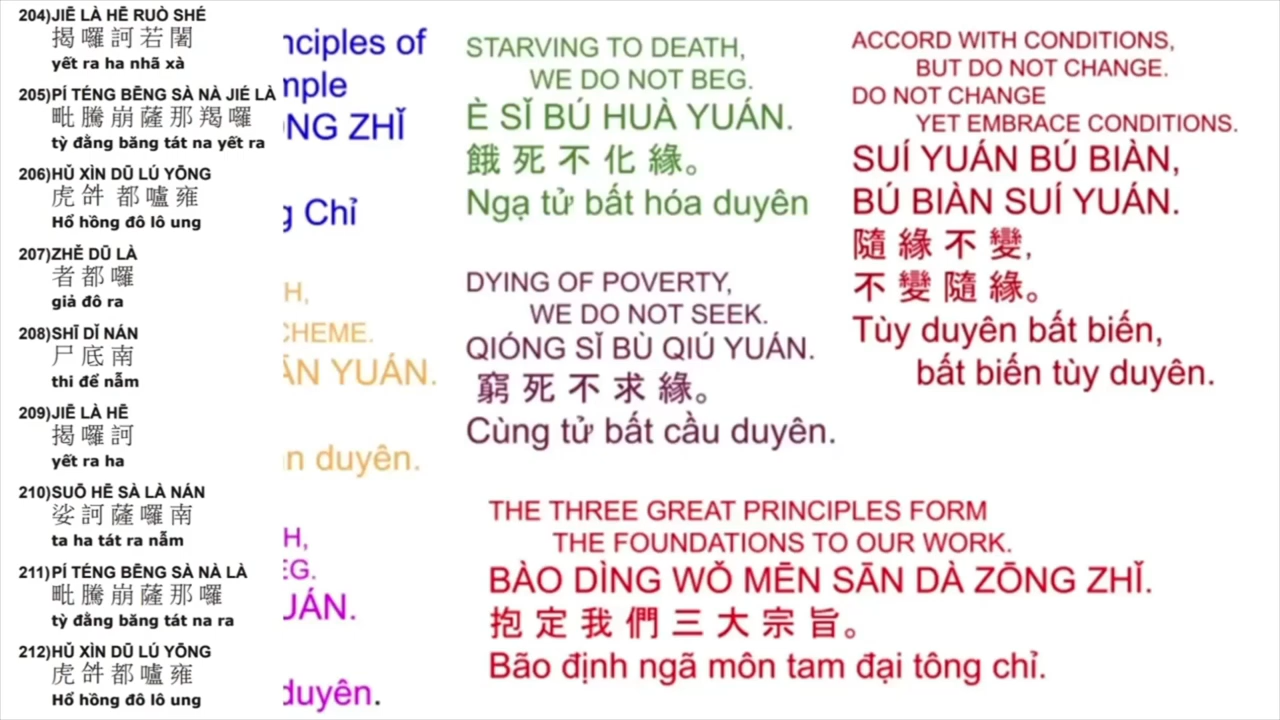 204)JIĒ LÀ HĒ RUÒ SHÉ
揭 囉 訶 若 闍
yết ra ha nhã xà
205)PÍ TÉNG BĒNG SÀ NÀ JIÉ LÀ
毗 騰 崩 薩 那 羯 囉
tỳ đằng băng tát na yết ra
206)HǓ XÌN DŪ LÚ YŌNG
虎 𤙖 都 嚧 雍
Hổ hồng đô lô ung
207)ZHĚ DŪ LÀ
者 都 囉
giả đô ra
208)SHĪ DǏ NÁN
尸 底 南
thi để nẫm
209)JIĒ LÀ HĒ
揭 囉 訶
yết ra ha
210)SUŌ HĒ SÀ LÀ NÁN
娑 訶 薩 囉 南
ta ha tát ra nẫm
211)PÍ TÉNG BĒNG SÀ NÀ LÀ
毗 騰 崩 薩 那 囉
tỳ đằng băng tát na ra
212)HǓ XÌN DŪ LÚ YŌNG
虎 𤙖 都 嚧 雍
Hổ hồng đô lô ung
nciples of
mple
ONG ZHǏ
g Chỉ
H,
CHEME.
ĀN YUÁN.
n duyên.
H,
EG.
UÁN.
duyên.
STARVING TO DEATH,
WE DO NOT BEG.
È SǏ BÚ HUÀ YUÁN.
餓 死 不 化 緣。
Ngạ tử bất hóa duyên
DYING OF POVERTY,
WE DO NOT SEEK.
QIÓNG SǏ BÙ QIÚ YUÁN.
窮 死 不 求 緣。
Cùng tử bất cầu duyên.
ACCORD WITH CONDITIONS,
BUT DO NOT CHANGE.
DO NOT CHANGE
YET EMBRACE CONDITIONS.
SUÍ YUÁN BÚ BIÀN,
BÚ BIÀN SUÍ YUÁN.
隨 緣 不 變,
不 變 隨 緣。
Tùy duyên bất biến,
bất biến tùy duyên.
THE THREE GREAT PRINCIPLES FORM
THE FOUNDATIONS TO OUR WORK.
BÀO DÌNG WǑ MĒN SĀN DÀ ZŌNG ZHǏ.
抱 定 我 們 三 大 宗 旨。
Bão định ngã môn tam đại tông chỉ.